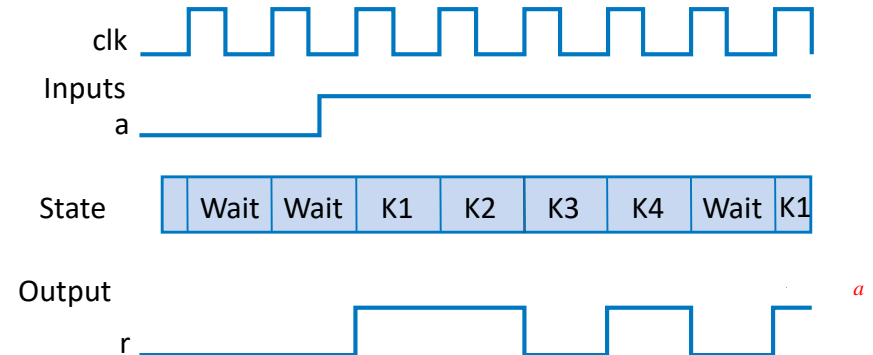 clk
Inputs
a
State Wait Wait K1 K2 K3 K4 Wait K1
Output
a
r